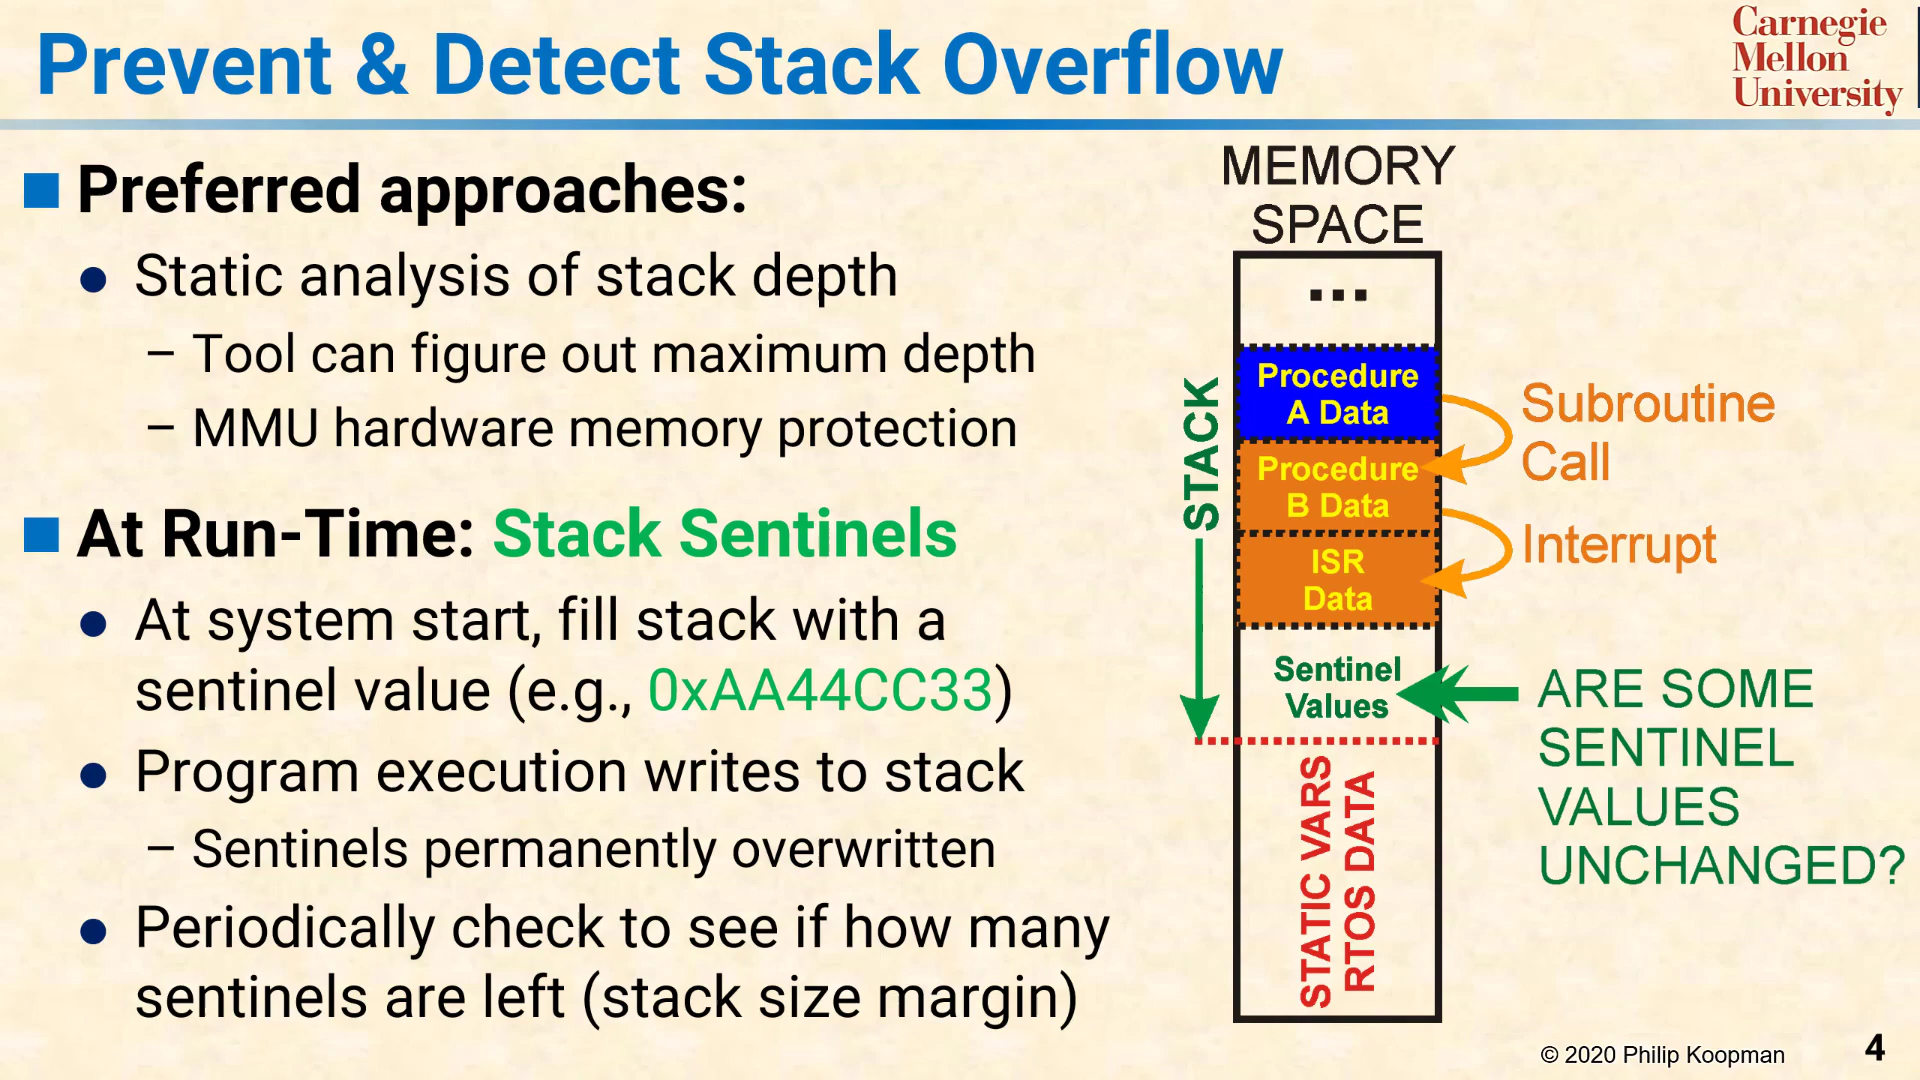 Prevent & Detect Stack Overflow
Carnegie
Mellon
University
Preferred approaches:
Static analysis of stack depth
– Tool can figure out maximum depth
– MMU hardware memory protection
At Run-Time: Stack Sentinels
At system start, fill stack with a
sentinel value (e.g., 0xAA44CC33)
Program execution writes to stack
– Sentinels permanently overwritten
Periodically check to see if how many
sentinels are left (stack size margin)
MEMORY
SPACE
...
STACK
Procedure
A Data
Procedure
B Data
ISR
Data
Sentinel
Values
STATIC VARS
RTOS DATA
Subroutine
Call
Interrupt
ARE SOME
SENTINEL
VALUES
UNCHANGED?
© 2020 Philip Koopman
4